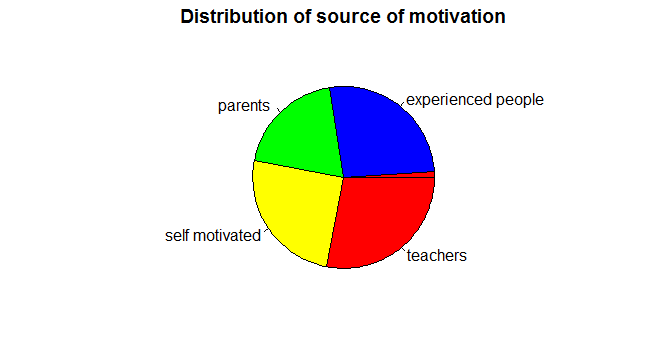 Distribution of source of motivation
parents
experienced people
self motivated
teachers